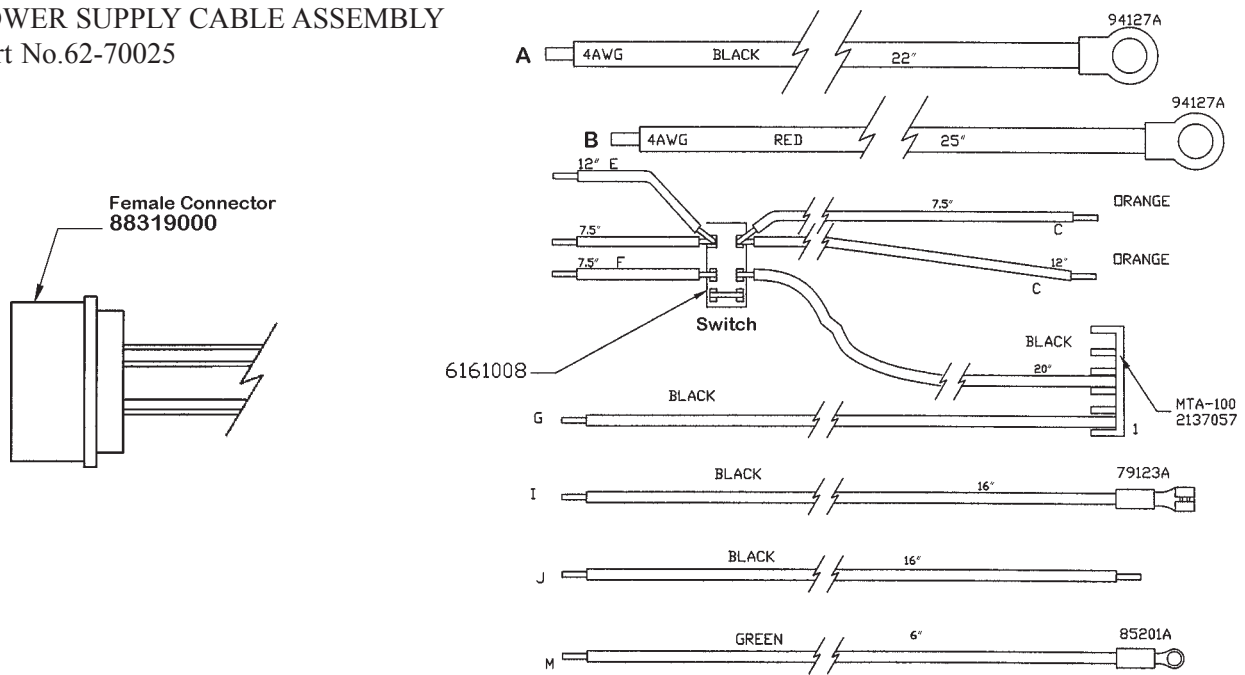 OWER SUPPLY CABLE ASSEMBLY
rt No.62-70025
94127A
A 4AWG BLACK 22"
94127A
B 4AWG RED 25"
12" E
7.5" ORANGE
C
7.5"
7.5" F
12" ORANGE
C
Switch
Female Connector
88319000
6161008
BLACK
20"
MTA-100
2137057
1
BLACK
G
BLACK
I 16" 79123A
BLACK
J 16"
GREEN
M 6" 85201A